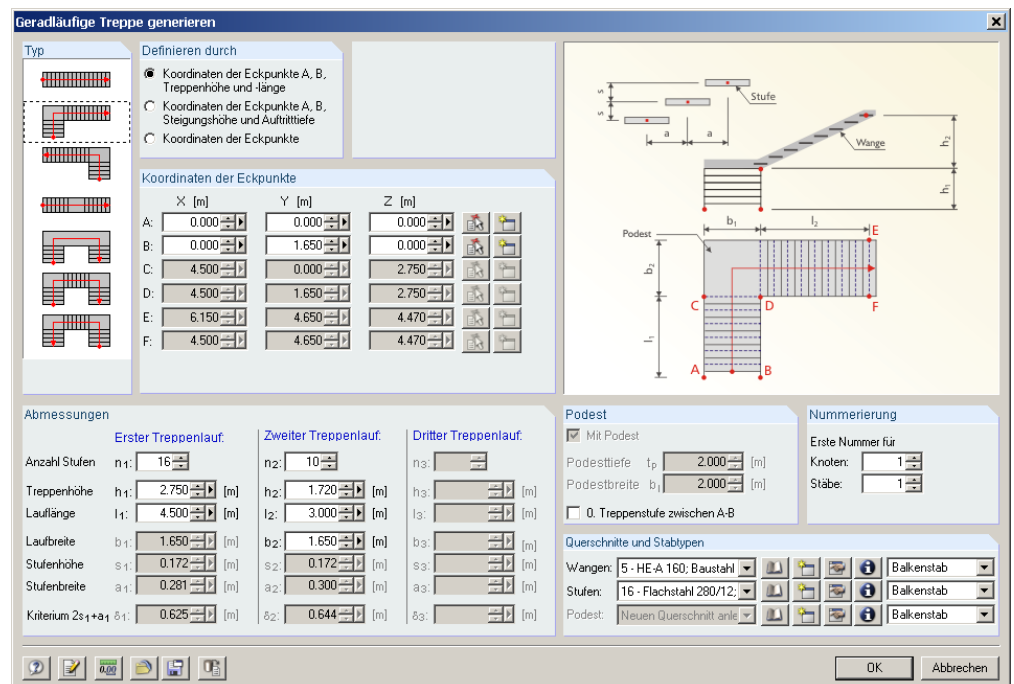 Geradläufige Treppe generieren
Typ
Definieren durch
Koordinaten der Eckpunkte A, B,
Treppenhöhe und -länge
Koordinaten der Eckpunkte A, B,
Steigungshöhe und Auftritttiefe
Koordinaten der Eckpunkte
Koordinaten der Eckpunkte
X [m] Y [m] Z [m]
A: 0.000 0.000 0.000
B: 0.000 1.650 0.000
C: 4.500 0.000 2.750
D: 4.500 1.650 2.750
E: 6.150 4.650 4.470
F: 4.500 4.650 4.470
s
s
Stufe
a a
Wange
h2
h1
b1 l2
Podest
E
b2
C D F
l1
A B
Abmessungen
Erster Treppenlauf: Zweiter Treppenlauf: Dritter Treppenlauf:
Anzahl Stufen n1: 16 n2: 10 n3:
Treppenhöhe h1: 2.750 [m] h2: 1.720 [m] h3: [m]
Lauflänge l1: 4.500 [m] l2: 3.000 [m] l3: [m]
Laufbreite b1: 1.650 [m] b2: 1.650 [m] b3: [m]
Stufenhöhe s1: 0.172 [m] s2: 0.172 [m] s3: [m]
Stufenbreite a1: 0.281 [m] a2: 0.300 [m] a3: [m]
Kriterium 2s1+a1 δ1: 0.625 [m] δ2: 0.644 [m] δ3: [m]
Podest
Mit Podest
Podesttiefe tp 2.000 [m]
Podestbreite bl 2.000 [m]
0. Treppenstufe zwischen A-B
Nummerierung
Erste Nummer für
Knoten: 1
Stäbe: 1
Querschnitte und Stabtypen
Wangen: 5 - HE-A 160; Baustahl Balkenstab
Stufen: 16 - Flachstahl 280/12; Balkenstab
Podest: Neuen Querschnitt anle Balkenstab
0.00
OK Abbrechen